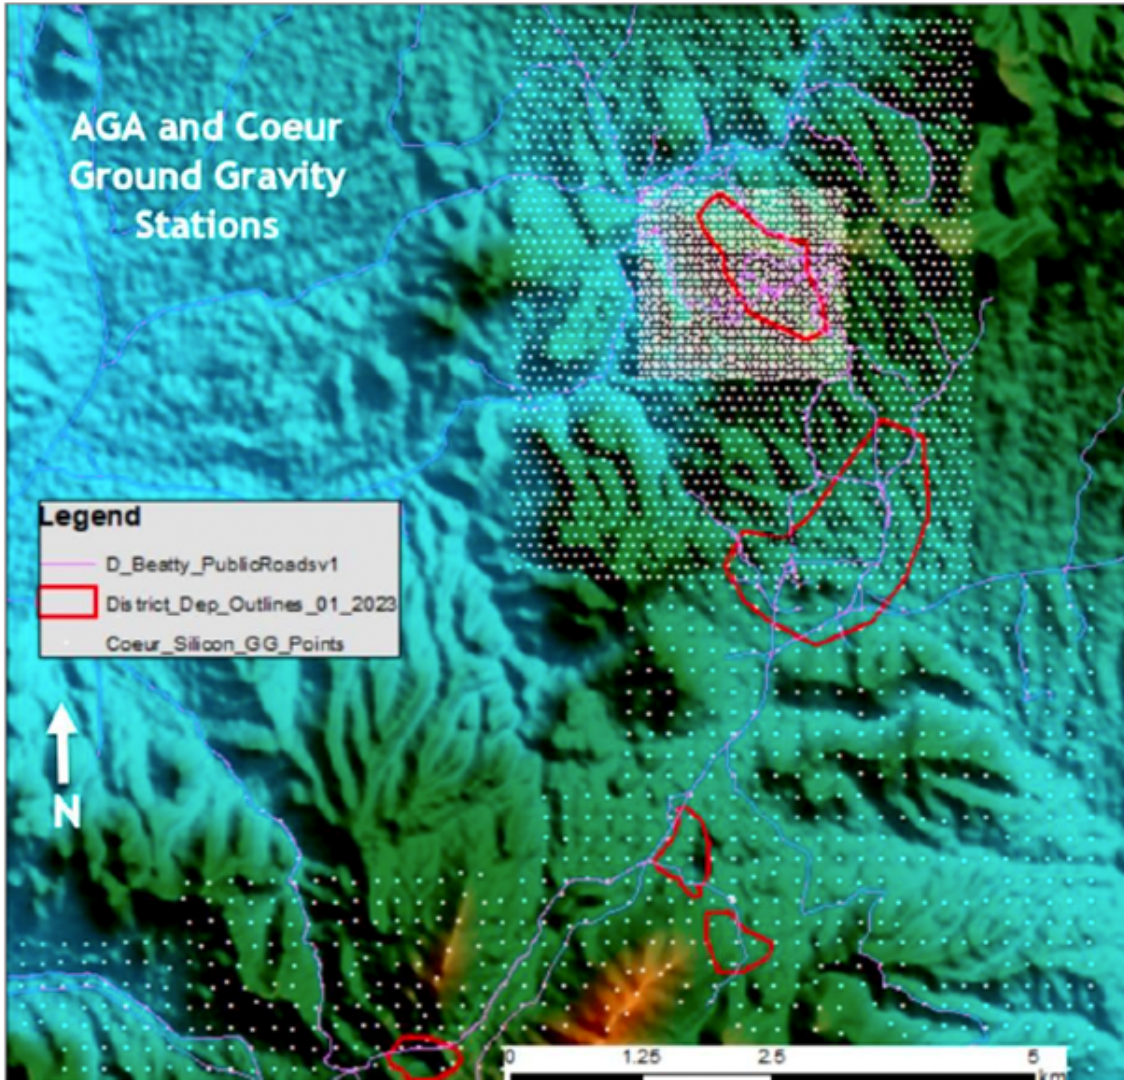 AGA and Coeur
Ground Gravity
Stations
Legend
D_Beatty_PublicRoadsv1
District_Dep_Outlines_01_2023
Coeur_Silicon_GG_Points
N
0 1.25 2.5 5
km